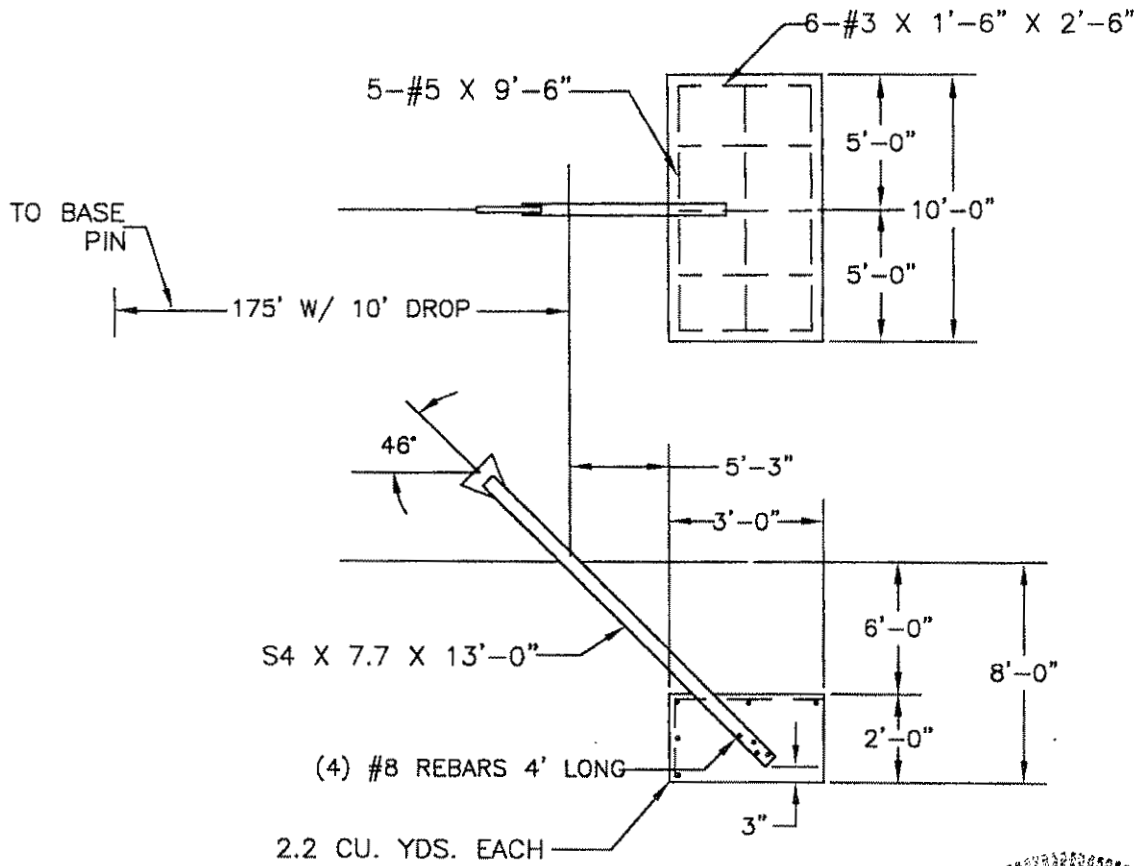 6-#3 X 1'-6" X 2'-6"
5-#5 X 9'-6"
5'-0"
TO BASE
PIN
10'-0"
5'-0"
175' W/ 10' DROP
46°
5'-3"
3'-0"
6'-0"
S4 X 7.7 X 13'-0"
8'-0"
2'-0"
(4) #8 REBARS 4' LONG
3"
2.2 CU. YDS. EACH